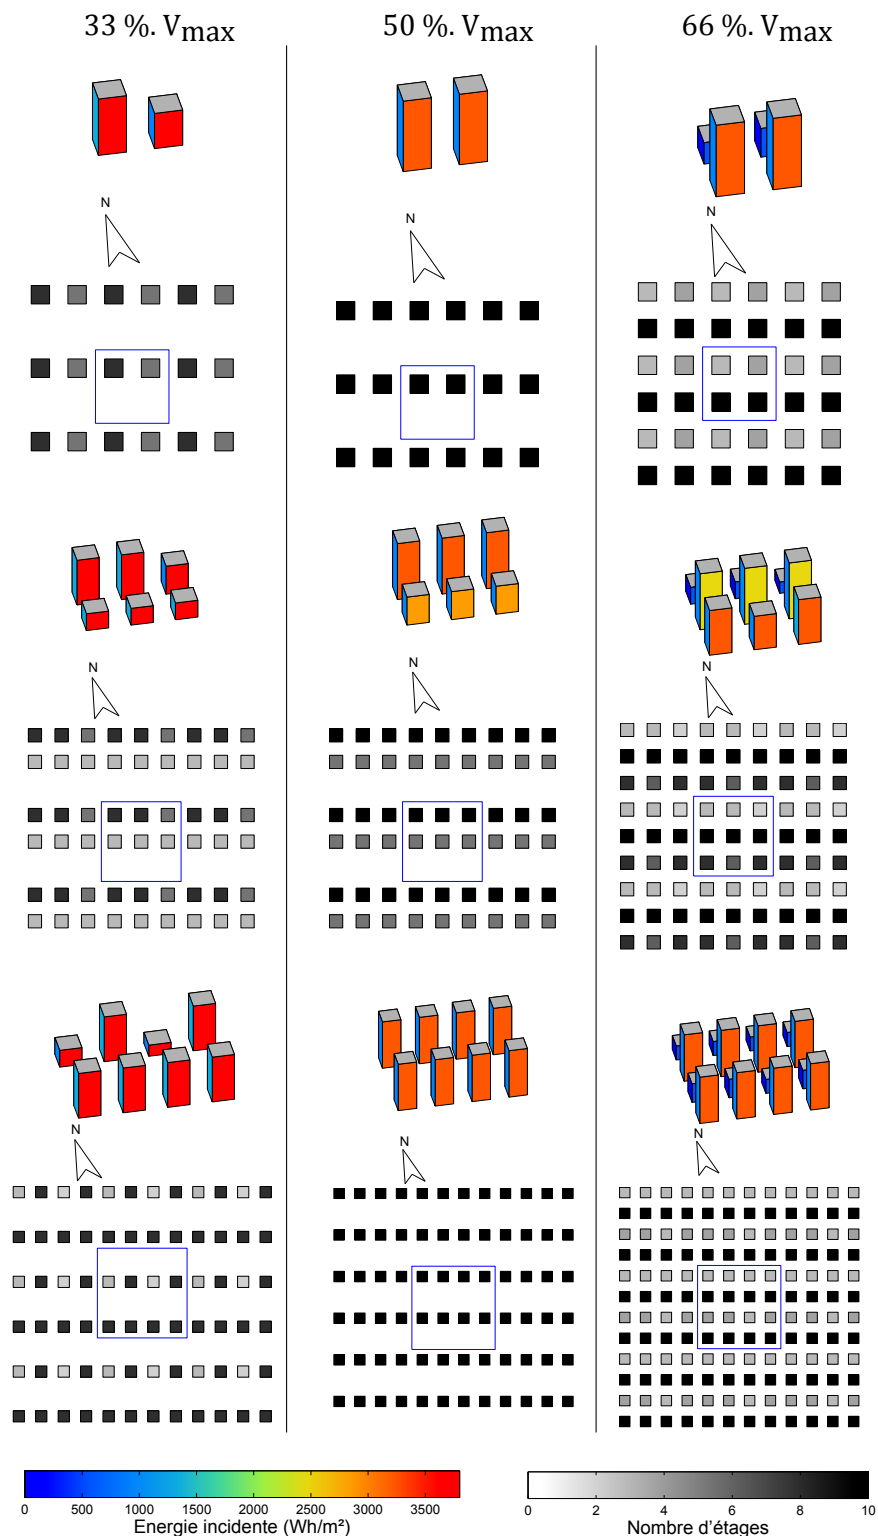 33 %. Vmax
50 %. Vmax
66 %. Vmax
N
N
N
N
N
N
N
N
N
0 500 1000 1500 2000 2500 3000 3500
Energie incidente (Wh/m²)
0 2 4 6 8 10
Nombre d'étages